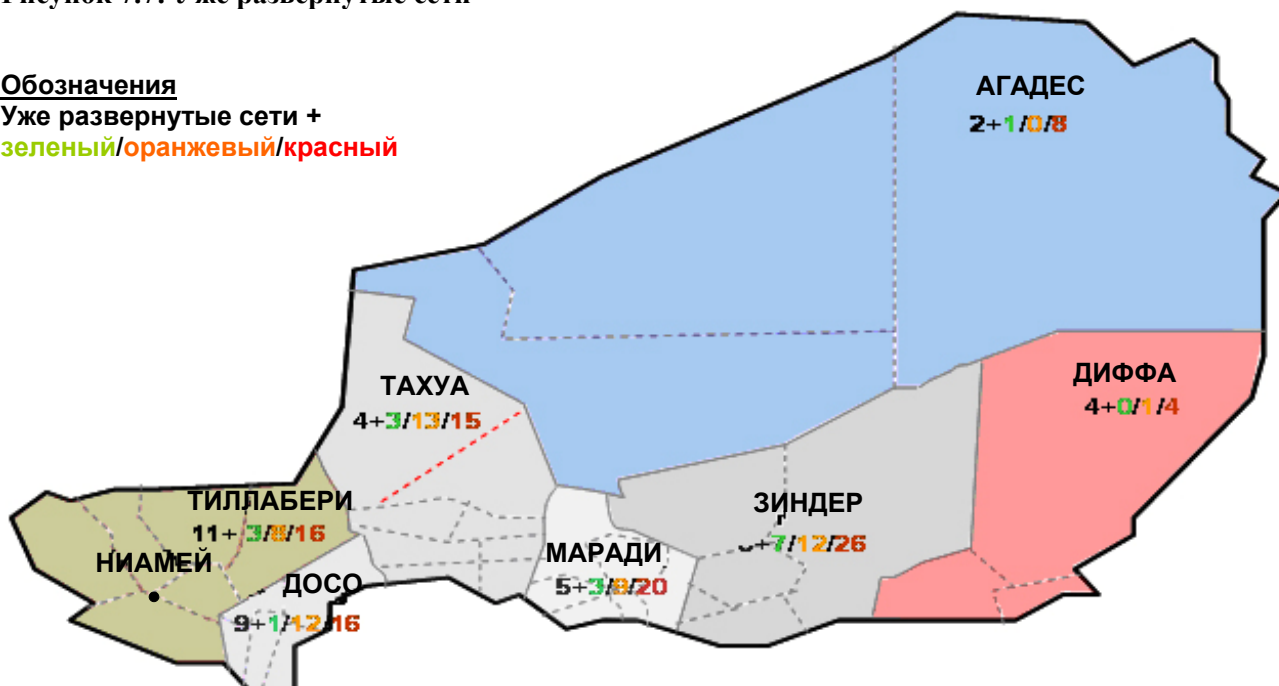 Обозначения
Уже развернутые сети +
зеленый/оранжевый/красный
АГАДЕС
2+1/0/8
ДИФФА
4+0/1/4
ТАХУА
4+3/13/15
ТИЛЛАБЕРИ
11+ 3/8/16
НИАМЕЙ
ДОСО
9+1/12/16
МАРАДИ
5+3/8/20
ЗИНДЕР
+7/12/26